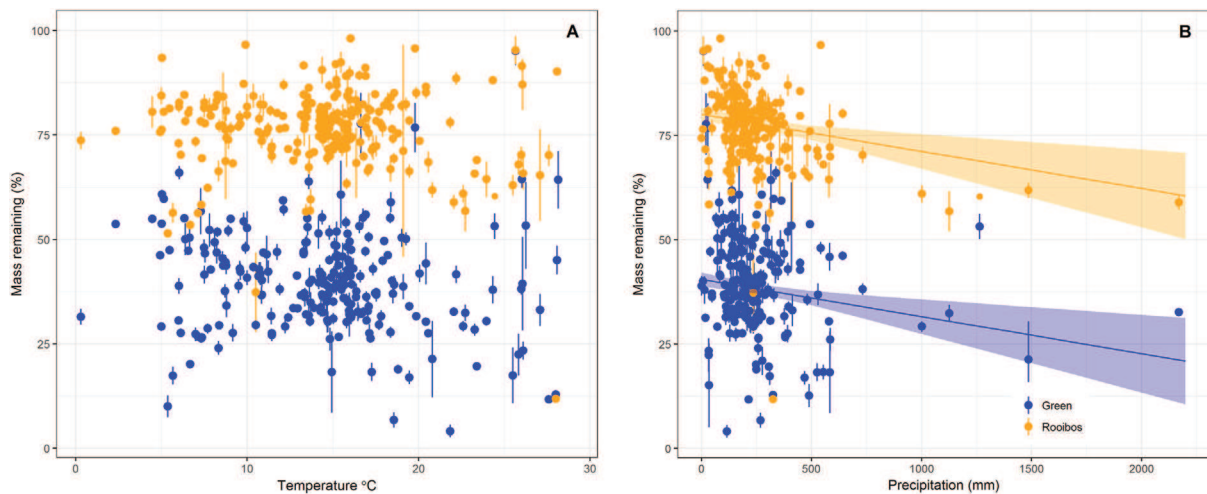 A
Mass remaining (%)
100
75
50
25
0
0
10
20
30
Temperature °C
B
Mass remaining (%)
100
75
50
25
0
Green
Rooibos
0
500
1000
1500
2000
Precipitation (mm)